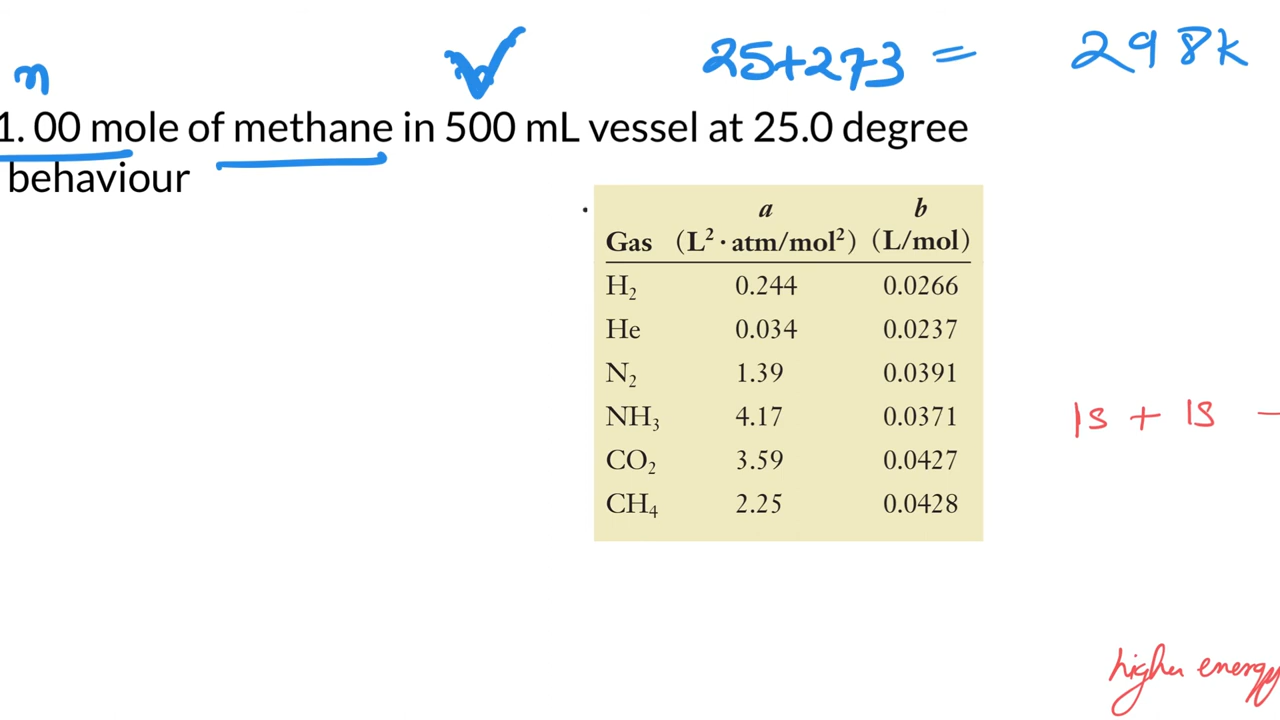 n V 25+273 = 298k
1. 00 mole of methane in 500 mL vessel at 25.0 degree
behaviour
a b
Gas (L²·atm/mol²) (L/mol)
H₂ 0.244 0.0266
He 0.034 0.0237
N₂ 1.39 0.0391
NH₃ 4.17 0.0371
1s + 1s –
CO₂ 3.59 0.0427
CH₄ 2.25 0.0428
higher energy